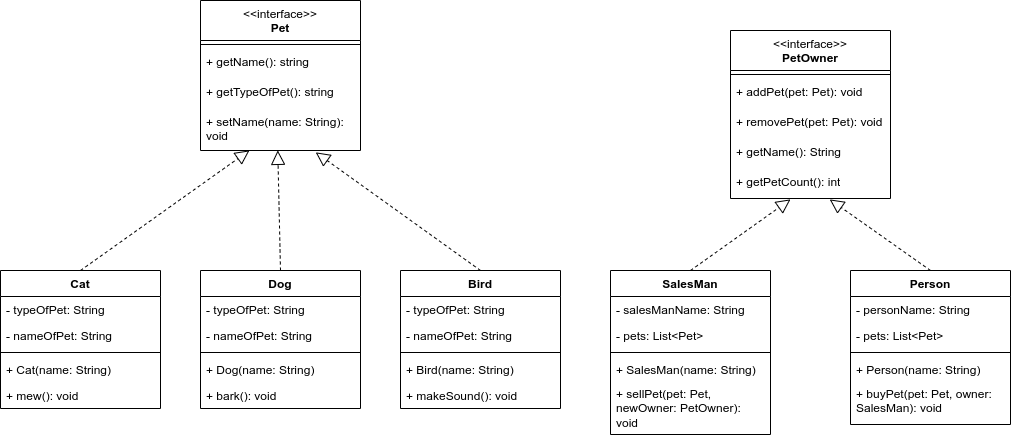 <<interface>>
Pet
+ getName(): string
+ getTypeOfPet(): string
+ setName(name: String):
void
<<interface>>
PetOwner
+ addPet(pet: Pet): void
+ removePet(pet: Pet): void
+ getName(): String
+ getPetCount(): int
Cat
- typeOfPet: String
- nameOfPet: String
+ Cat(name: String)
+ mew(): void
Dog
- typeOfPet: String
- nameOfPet: String
+ Dog(name: String)
+ bark(): void
Bird
- typeOfPet: String
- nameOfPet: String
+ Bird(name: String)
+ makeSound(): void
SalesMan
- salesManName: String
- pets: List<Pet>
+ SalesMan(name: String)
+ sellPet(pet: Pet,
newOwner: PetOwner):
void
Person
- personName: String
- pets: List<Pet>
+ Person(name: String)
+ buyPet(pet: Pet, owner:
SalesMan): void